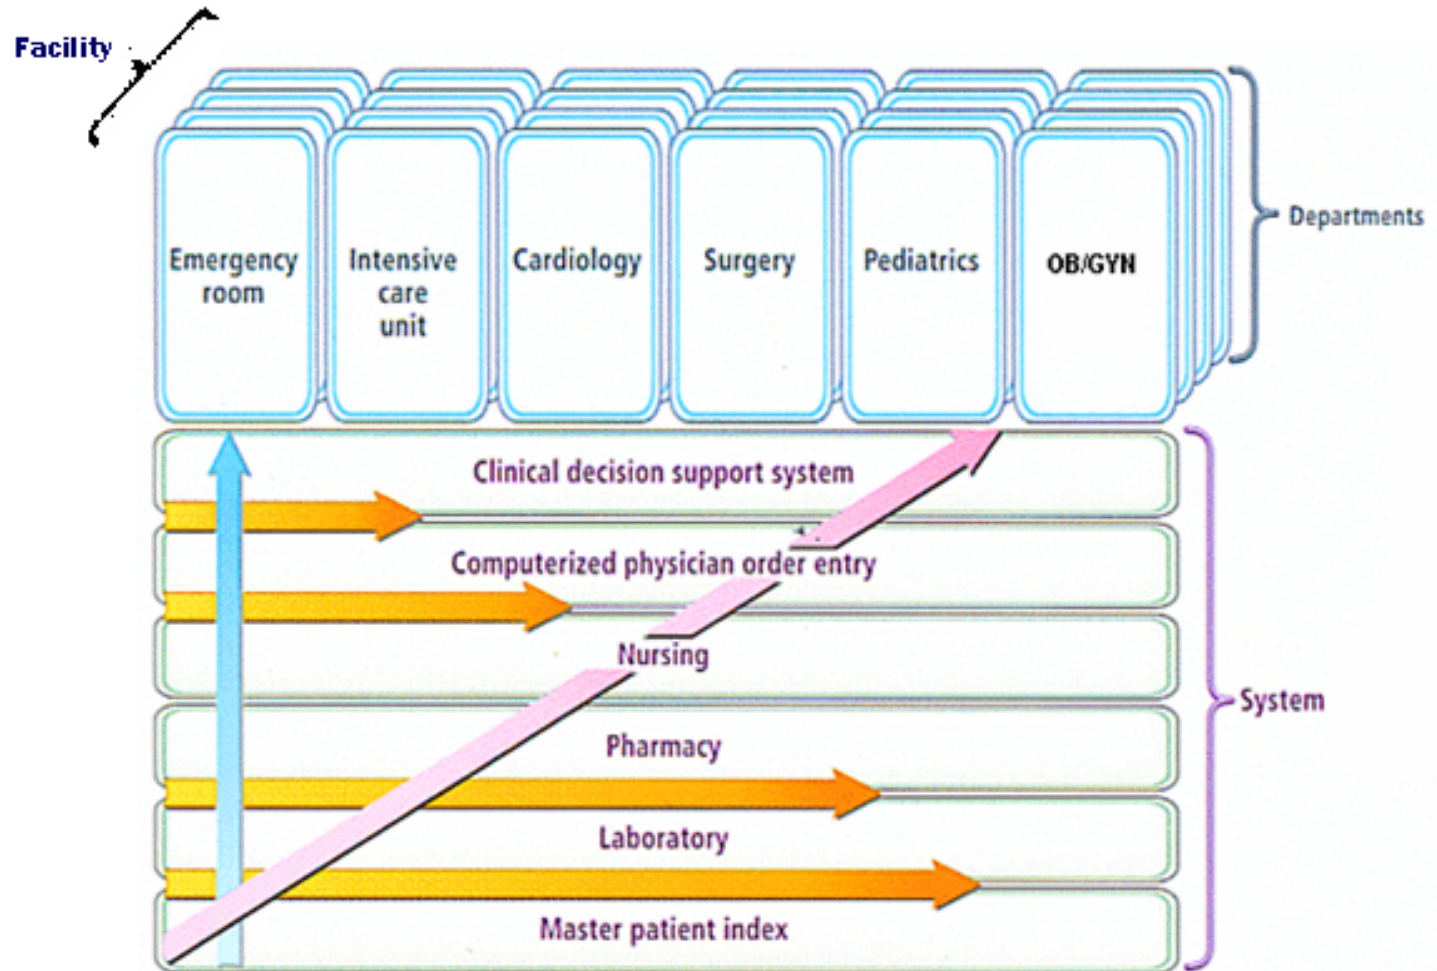 Facility
Departments
Emergency
room
Intensive
care
unit
Cardiology
Surgery
Pediatrics
OB/GYN
Clinical decision support system
Computerized physician order entry
Nursing
System
Pharmacy
Laboratory
Master patient index